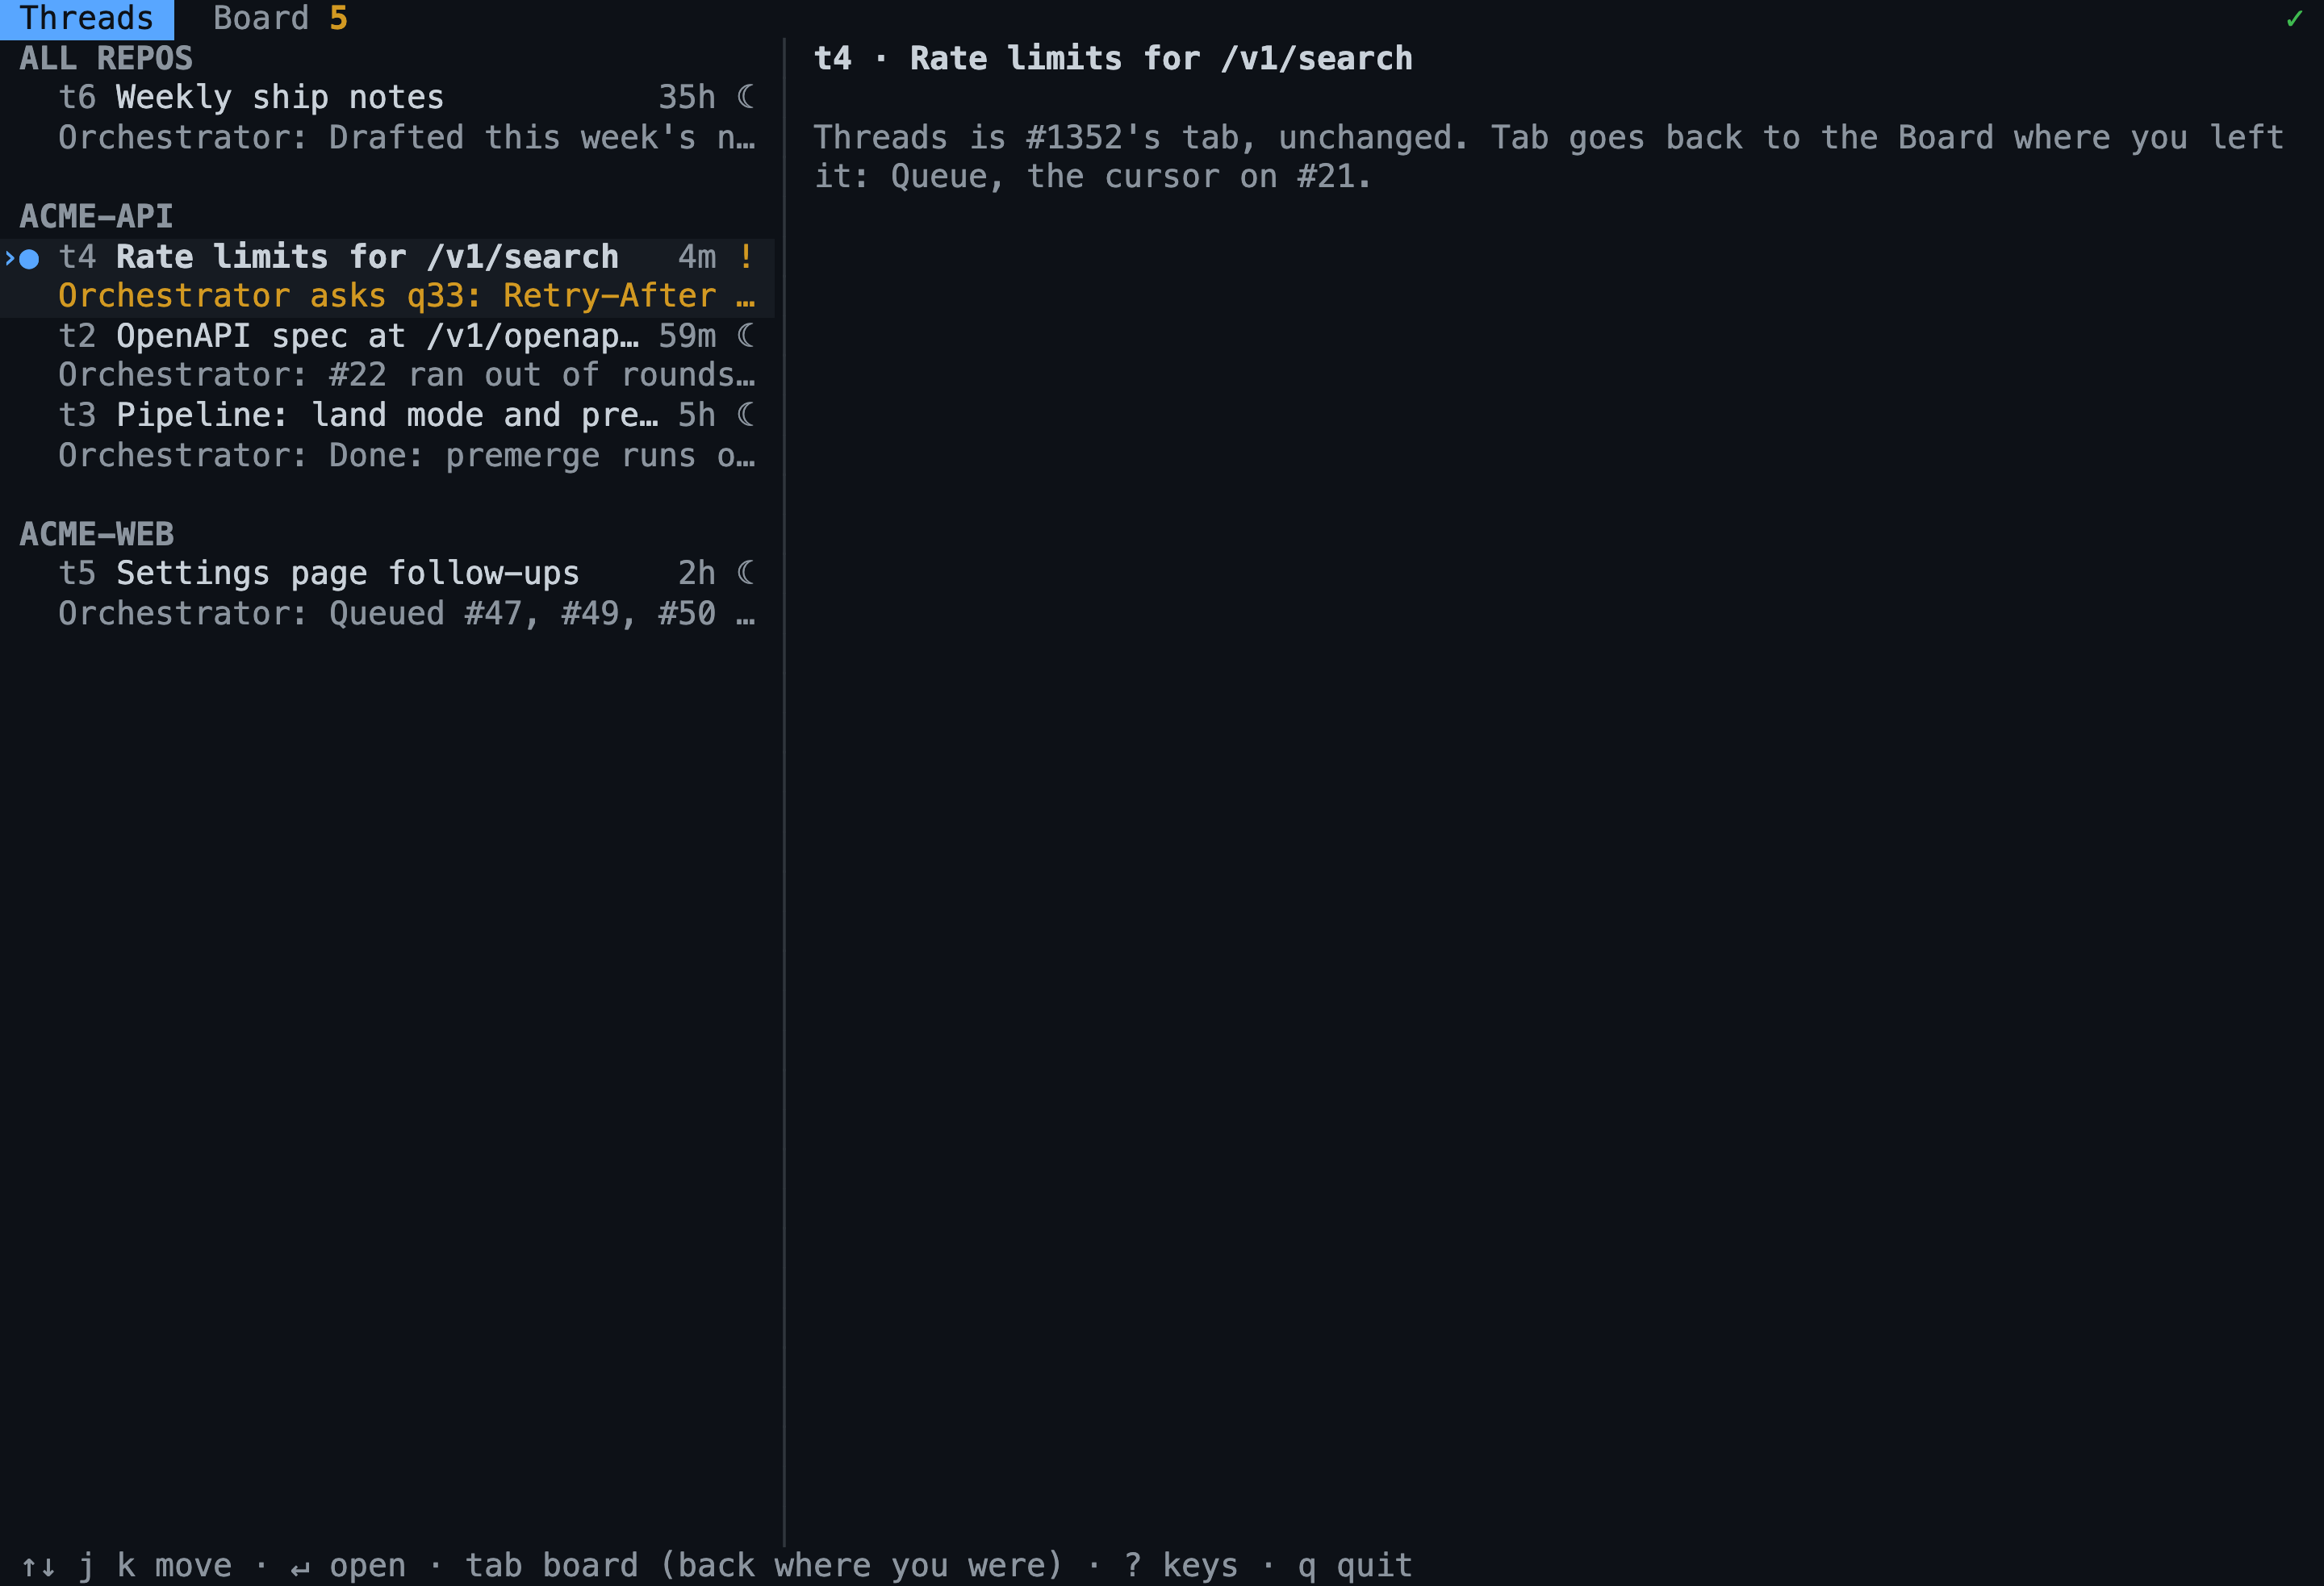 Threads Board 5 ✓
ALL REPOS
t6 Weekly ship notes 35h ☾
Orchestrator: Drafted this week's n…
ACME-API
›● t4 Rate limits for /v1/search 4m !
Orchestrator asks q33: Retry-After …
t2 OpenAPI spec at /v1/openap… 59m ☾
Orchestrator: #22 ran out of rounds…
t3 Pipeline: land mode and pre… 5h ☾
Orchestrator: Done: premerge runs o…
ACME-WEB
t5 Settings page follow-ups 2h ☾
Orchestrator: Queued #47, #49, #50 …
t4 · Rate limits for /v1/search
Threads is #1352's tab, unchanged. Tab goes back to the Board where you left
it: Queue, the cursor on #21.
↑↓ j k move · ↵ open · tab board (back where you were) · ? keys · q quit